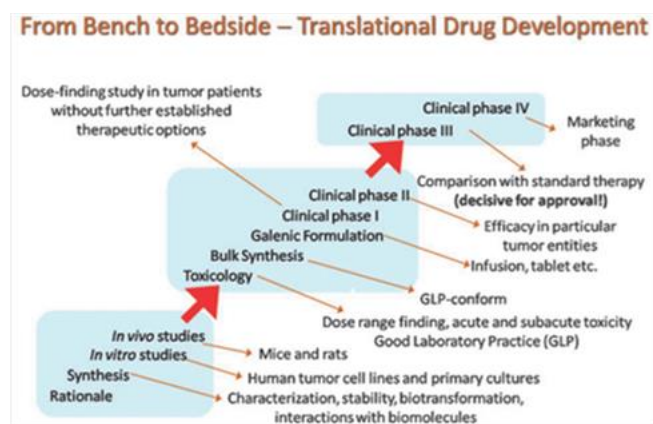 From Bench to Bedside – Translational Drug Development
Dose-finding study in tumor patients
without further established
therapeutic options
Clinical phase IV
Clinical phase III
Marketing
phase
Comparison with standard therapy
(decisive for approval!)
Clinical phase II
Clinical phase I
Galenic Formulation
Bulk Synthesis
Toxicology
Efficacy in particular
tumor entities
Infusion, tablet etc.
GLP-conform
Dose range finding, acute and subacute toxicity
Good Laboratory Practice (GLP)
In vivo studies
In vitro studies
Synthesis
Rationale
Mice and rats
Human tumor cell lines and primary cultures
Characterization, stability, biotransformation,
interactions with biomolecules